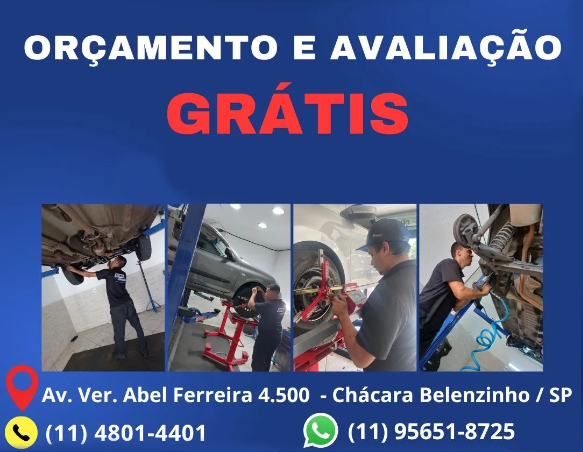 ORÇAMENTO E AVALIAÇÃO
GRÁTIS
Av. Ver. Abel Ferreira 4.500 - Chácara Belenzinho / SP
(11) 4801-4401
(11) 95651-8725